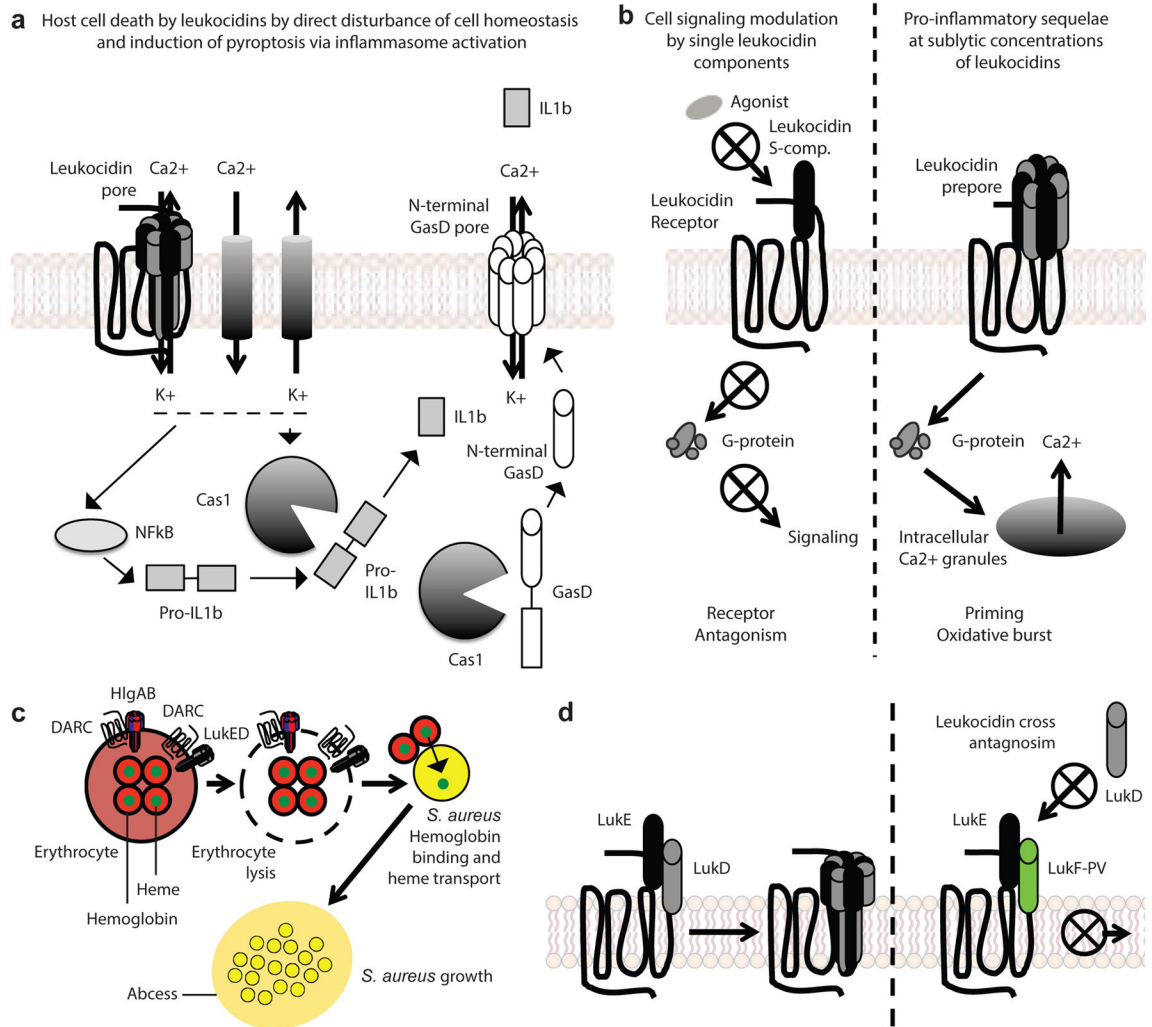 a
Host cell death by leukocidins by direct disturbance of cell homeostasis
and induction of pyroptosis via inflammasome activation
IL1b
Leukocidin
pore
Ca2+
Ca2+
Ca2+
N-terminal
GasD pore
K+
K+
K+
IL1b
N-terminal
GasD
Cas1
NFkB
Pro-IL1b
Pro-
IL1b
GasD
Cas1
b
Cell signaling modulation
by single leukocidin
components
Agonist
Leukocidin
S-comp.
Leukocidin
Receptor
G-protein
Signaling
Receptor
Antagonism
Pro-inflammatory sequelae
at sublytic concentrations
of leukocidins
Leukocidin
prepore
G-protein
Ca2+
Intracellular
Ca2+ granules
Priming
Oxidative burst
c
HlgAB
DARC
DARC
LukED
Erythrocyte
Heme
Hemoglobin
Erythrocyte
lysis
S. aureus
Hemoglobin
binding and
heme transport
S. aureus growth
Abcess
d
LukE
LukD
Leukocidin cross
antagnosim
LukD
LukE
LukF-PV